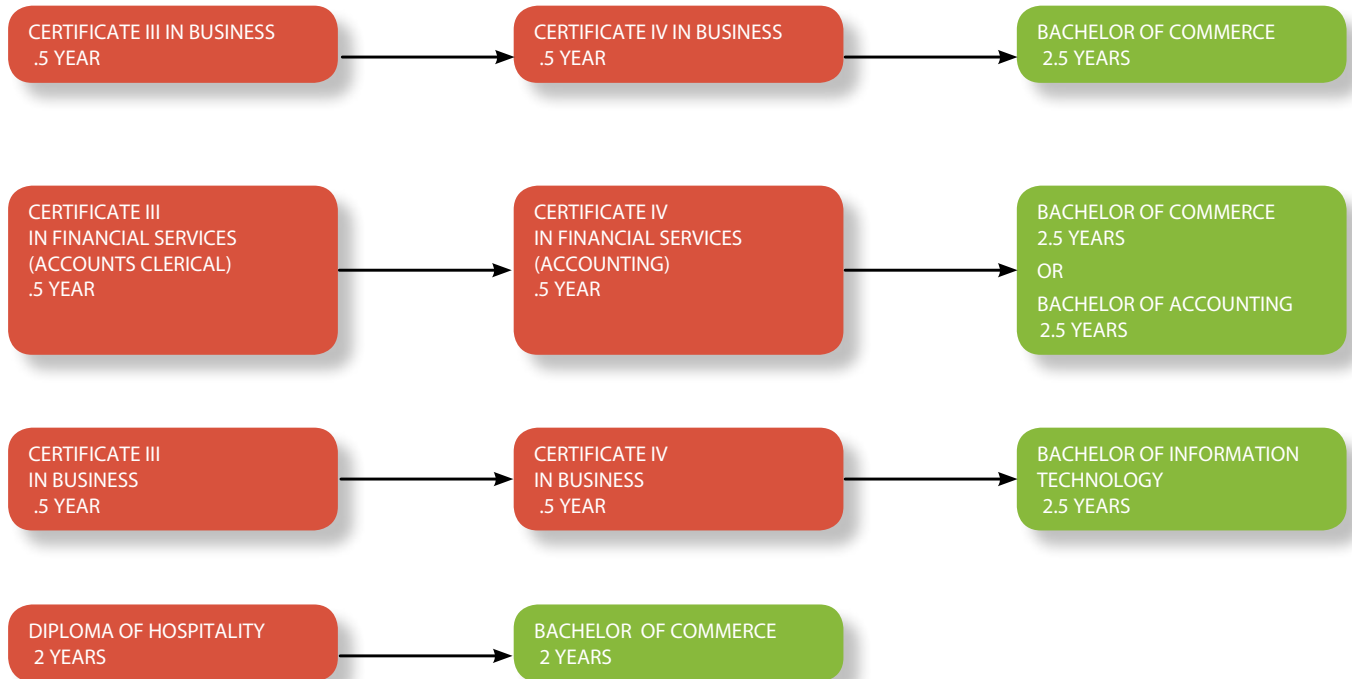 CERTIFICATE III IN BUSINESS
.5 YEAR
CERTIFICATE IV IN BUSINESS
.5 YEAR
BACHELOR OF COMMERCE
2.5 YEARS
CERTIFICATE III
IN FINANCIAL SERVICES
(ACCOUNTS CLERICAL)
.5 YEAR
CERTIFICATE IV
IN FINANCIAL SERVICES
(ACCOUNTING)
.5 YEAR
BACHELOR OF COMMERCE
2.5 YEARS
OR
BACHELOR OF ACCOUNTING
2.5 YEARS
CERTIFICATE III
IN BUSINESS
.5 YEAR
CERTIFICATE IV
IN BUSINESS
.5 YEAR
BACHELOR OF INFORMATION
TECHNOLOGY
2.5 YEARS
DIPLOMA OF HOSPITALITY
2 YEARS
BACHELOR OF COMMERCE
2 YEARS